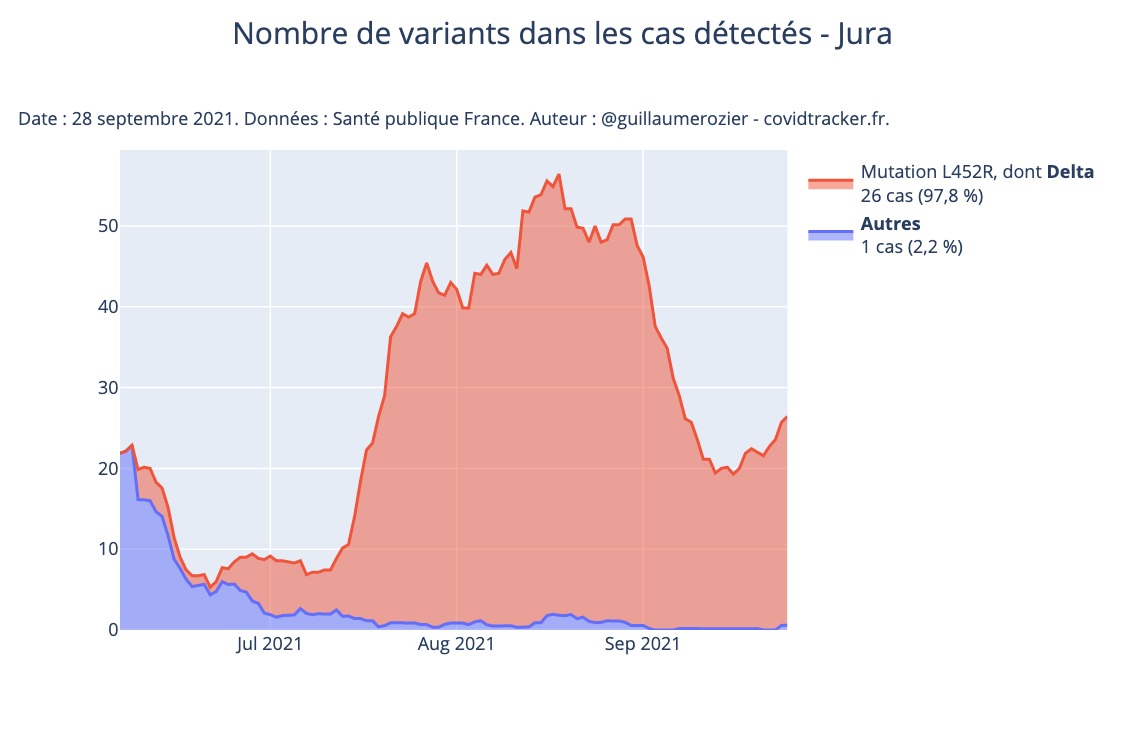 Nombre de variants dans les cas détectés - Jura
Date : 28 septembre 2021. Données : Santé publique France. Auteur : @guillaumerozier - covidtracker.fr.
Mutation L452R, dont Delta
26 cas (97,8 %)
Autres
1 cas (2,2 %)
50
40
30
20
10
0
Jul 2021
Aug 2021
Sep 2021